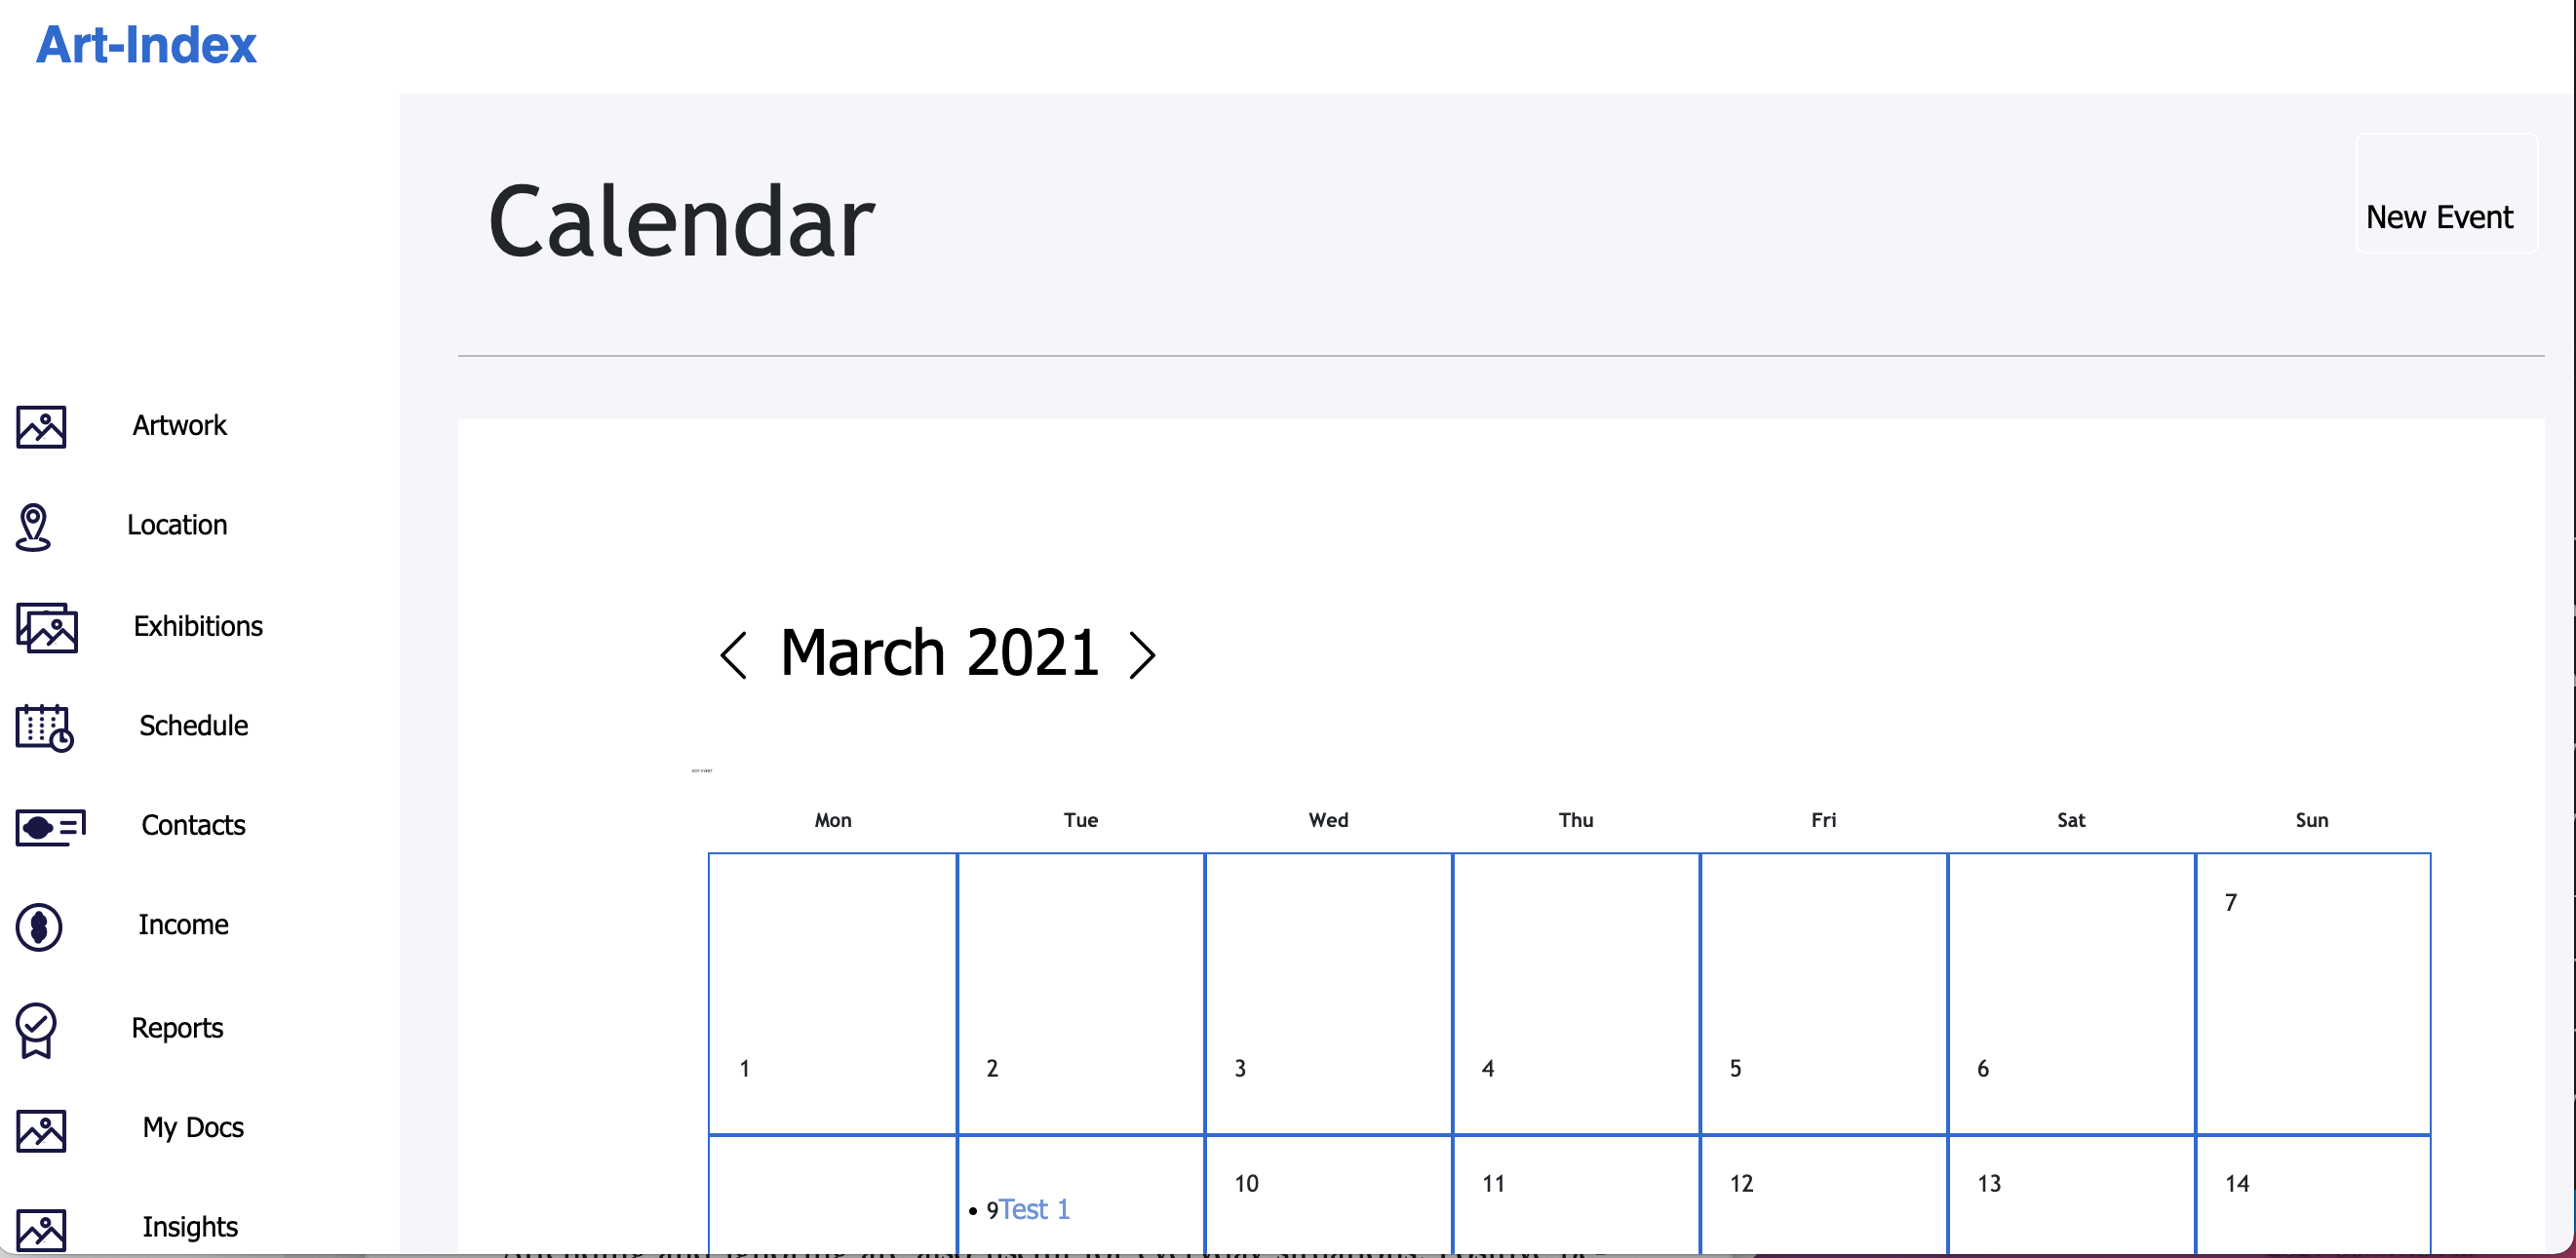 Art-Index
Calendar
New Event
Artwork
Location
Exhibitions
Schedule
Contacts
Income
Reports
My Docs
Insights
March 2021
EDIT EVENT
Mon Tue Wed Thu Fri Sat Sun
7
1 2 3 4 5 6
10 11 12 13 14
• 9Test 1